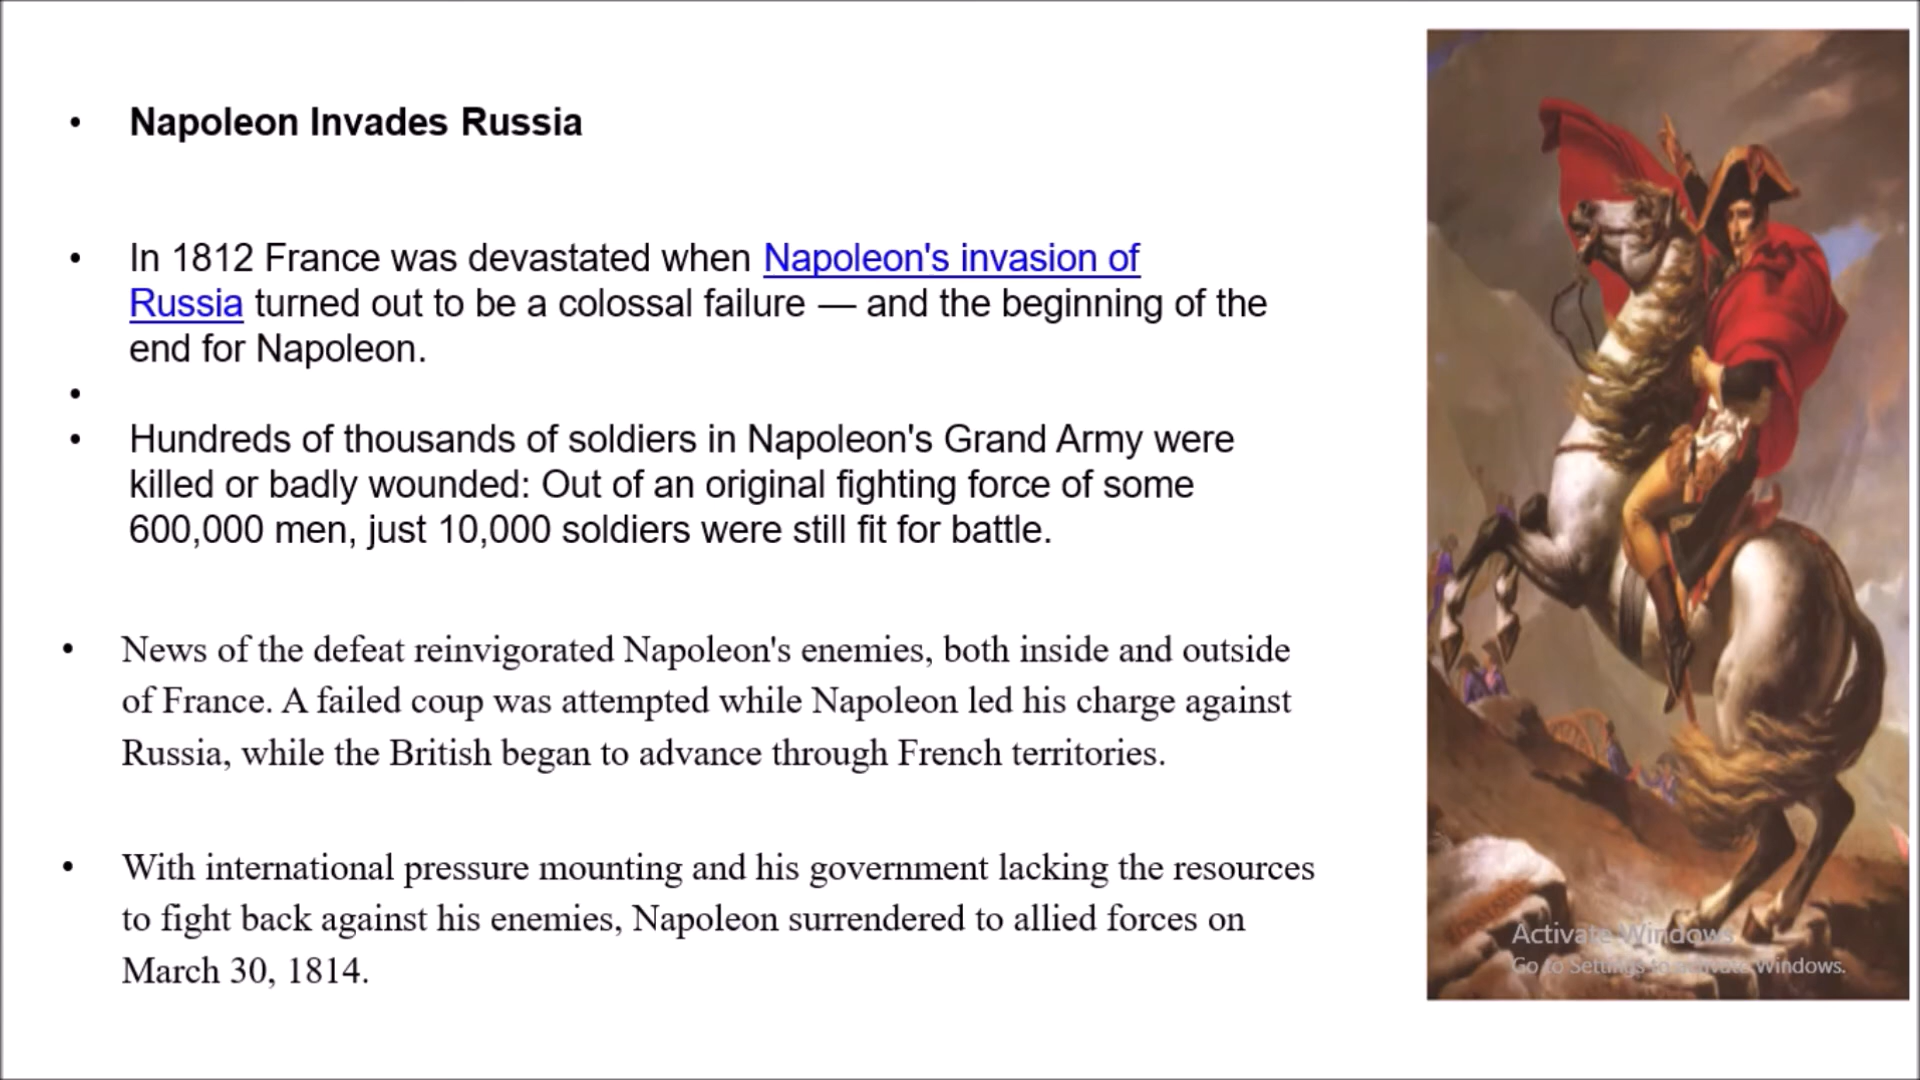 • Napoleon Invades Russia
• In 1812 France was devastated when Napoleon's invasion of
Russia turned out to be a colossal failure — and the beginning of the
end for Napoleon.
•
• Hundreds of thousands of soldiers in Napoleon's Grand Army were
killed or badly wounded: Out of an original fighting force of some
600,000 men, just 10,000 soldiers were still fit for battle.
• News of the defeat reinvigorated Napoleon's enemies, both inside and outside
of France. A failed coup was attempted while Napoleon led his charge against
Russia, while the British began to advance through French territories.
• With international pressure mounting and his government lacking the resources
to fight back against his enemies, Napoleon surrendered to allied forces on
March 30, 1814.
Activate Windows
Go to Settings to activate Windows.